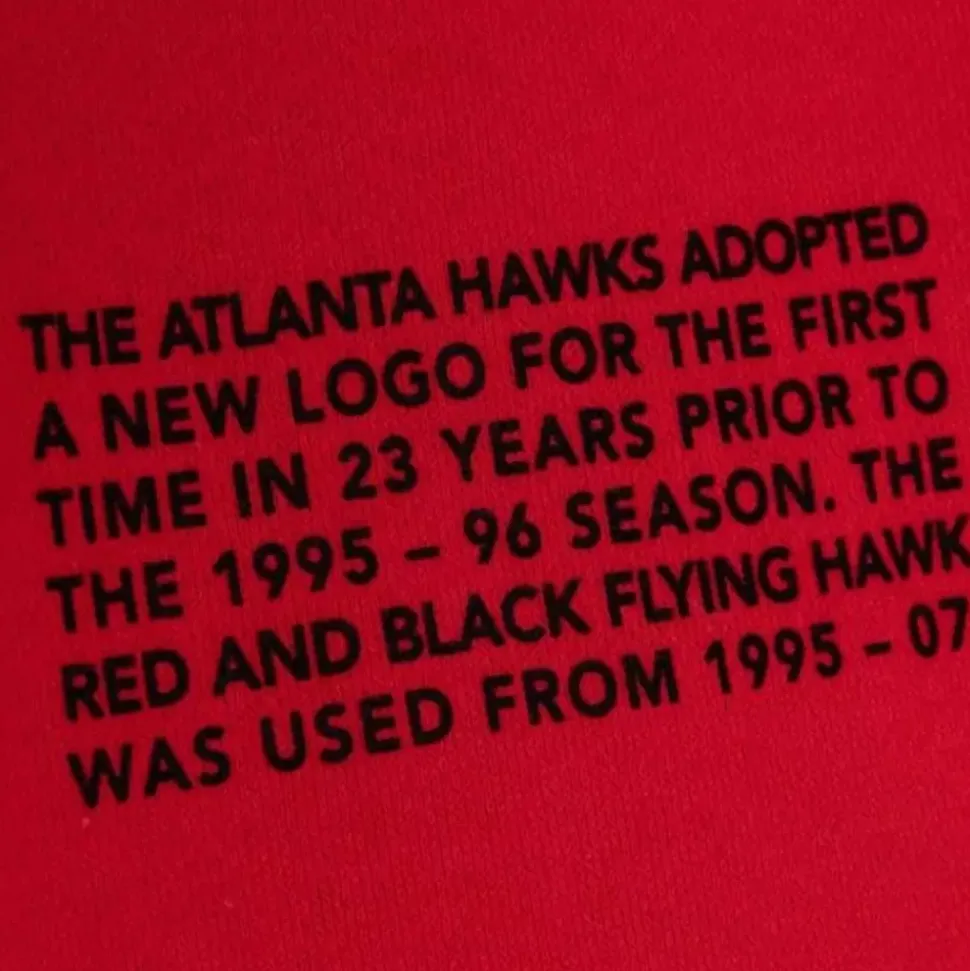 THE ATLANTA HAWKS ADOPTED
A NEW LOGO FOR THE FIRST
TIME IN 23 YEARS PRIOR TO
THE 1995 – 96 SEASON. THE
RED AND BLACK FLYING HAWK
WAS USED FROM 1995 – 07